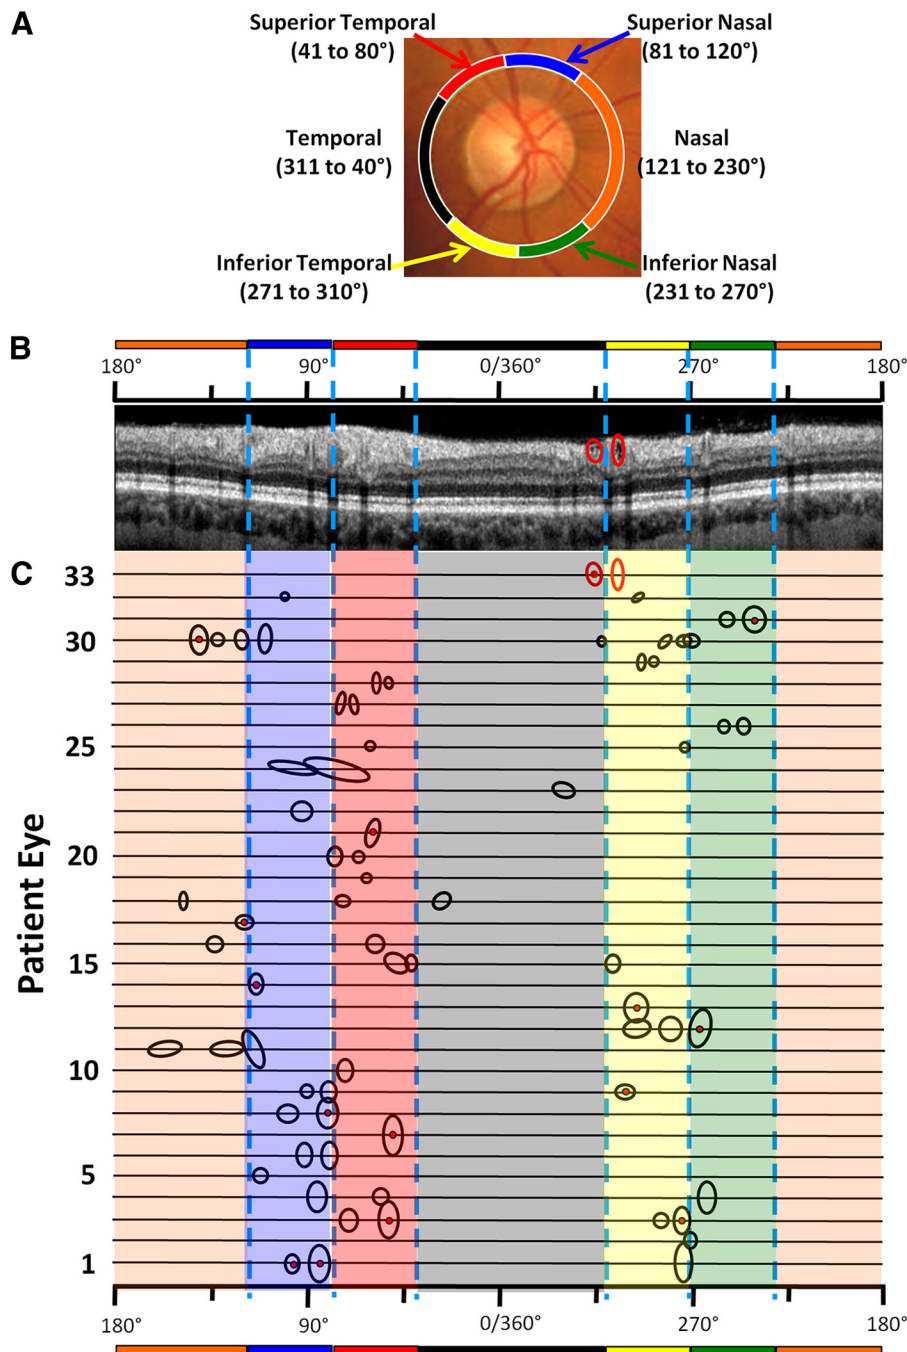 A
Superior Temporal
(41 to 80°)
Superior Nasal
(81 to 120°)
Temporal
(311 to 40°)
Nasal
(121 to 230°)
Inferior Temporal
(271 to 310°)
Inferior Nasal
(231 to 270°)
B
180° 90° 0/360° 270° 180°
C
33
30
25
20
15
10
5
1
Patient Eye
180° 90° 0/360° 270° 180°